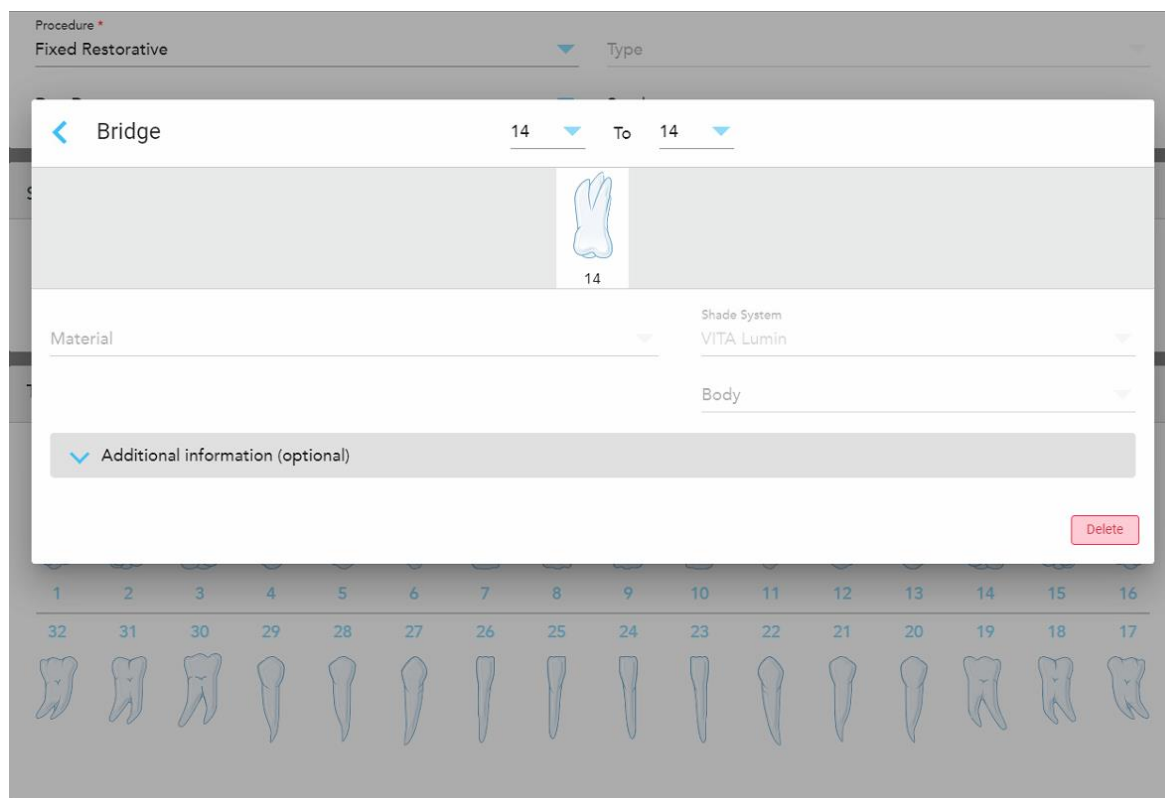 Procedure *
Fixed Restorative
Type
Bridge
14
To
14
14
Shade System
Material
VITA Lumin
Body
Additional information (optional)
Delete
1 2 3 4 5 6 7 8 9 10 11 12 13 14 15 16
32 31 30 29 28 27 26 25 24 23 22 21 20 19 18 17